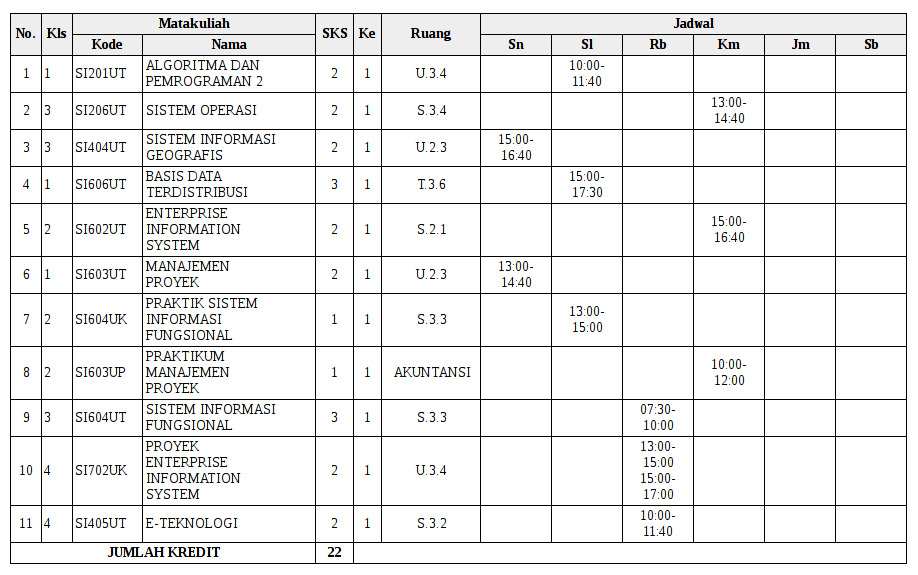 No. Kls Matakuliah SKS Ke Ruang Jadwal
Kode Nama Sn Sl Rb Km Jm Sb
1 1 SI201UT ALGORITMA DAN PEMROGRAMAN 2 2 1 U.3.4 10:00-11:40
2 3 SI206UT SISTEM OPERASI 2 1 S.3.4 13:00-14:40
3 3 SI404UT SISTEM INFORMASI GEOGRAFIS 2 1 U.2.3 15:00-16:40
4 1 SI606UT BASIS DATA TERDISTRIBUSI 3 1 T.3.6 15:00-17:30
5 2 SI602UT ENTERPRISE INFORMATION SYSTEM 2 1 S.2.1 15:00-16:40
6 1 SI603UT MANAJEMEN PROYEK 2 1 U.2.3 13:00-14:40
7 2 SI604UK PRAKTIK SISTEM INFORMASI FUNGSIONAL 1 1 S.3.3 13:00-15:00
8 2 SI603UP PRAKTIKUM MANAJEMEN PROYEK 1 1 AKUNTANSI 10:00-12:00
9 3 SI604UT SISTEM INFORMASI FUNGSIONAL 3 1 S.3.3 07:30-10:00
10 4 SI702UK PROYEK ENTERPRISE INFORMATION SYSTEM 2 1 U.3.4 13:00-15:00 15:00-17:00
11 4 SI405UT E-TEKNOLOGI 2 1 S.3.2 10:00-11:40
JUMLAH KREDIT 22